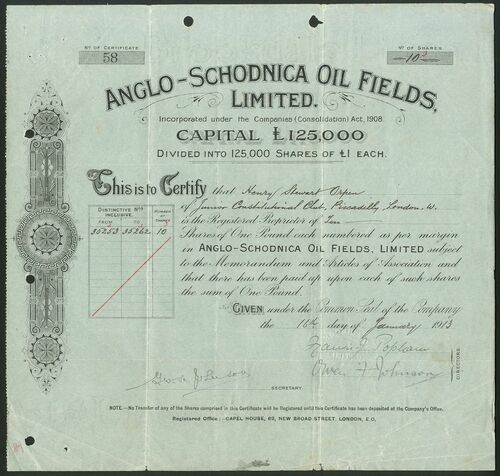 No OF CERTIFICATE
58
No OF SHARES
10
ANGLO-SCHODNICA OIL FIELDS,
LIMITED.
Incorporated under the Companies (Consolidation) Act, 1908
CAPITAL £125,000
DIVIDED INTO 125,000 SHARES OF £1 EACH.
This is to Certify that Henry Stewart Orpen
of Junior Constitutional Club, Piccadilly, London, W.
is the Registered Proprietor of Ten
Shares of One Pound each numbered as per margin
in ANGLO-SCHODNICA OIL FIELDS, LIMITED subject
to the Memorandum and Articles of Association and
that there has been paid up upon each of such shares
the sum of One Pound.
DISTINCTIVE Nos INCLUSIVE.
NUMBER OF SHARES
FROM TO
35253 35262 10
GIVEN under the Common Seal of the Company
the 16th day of January 1913
Owen F Johnson
DIRECTORS.
SECRETARY.
NOTE.—No Transfer of any of the Shares comprised in this Certificate will be Registered until this Certificate has been deposited at the Company's Office.
Registered Office:—CAPEL HOUSE, 62, NEW BROAD STREET, LONDON, E.C.